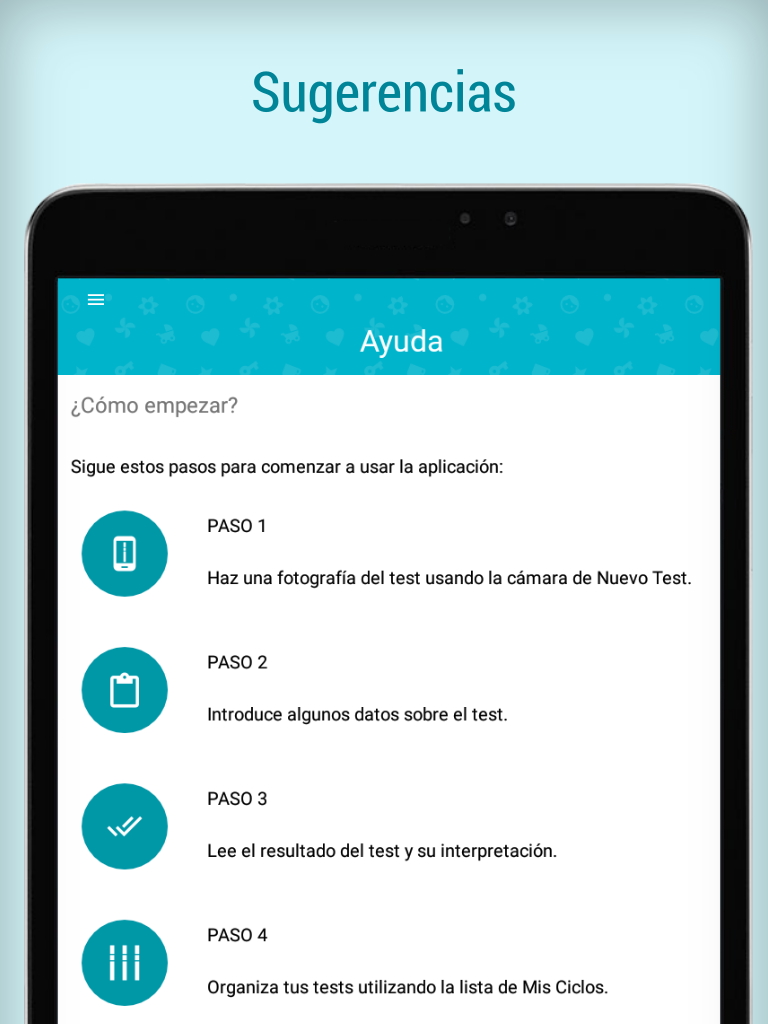 Sugerencias
Ayuda
¿Cómo empezar?
Sigue estos pasos para comenzar a usar la aplicación:
PASO 1
Haz una fotografía del test usando la cámara de Nuevo Test.
PASO 2
Introduce algunos datos sobre el test.
PASO 3
Lee el resultado del test y su interpretación.
PASO 4
Organiza tus tests utilizando la lista de Mis Ciclos.